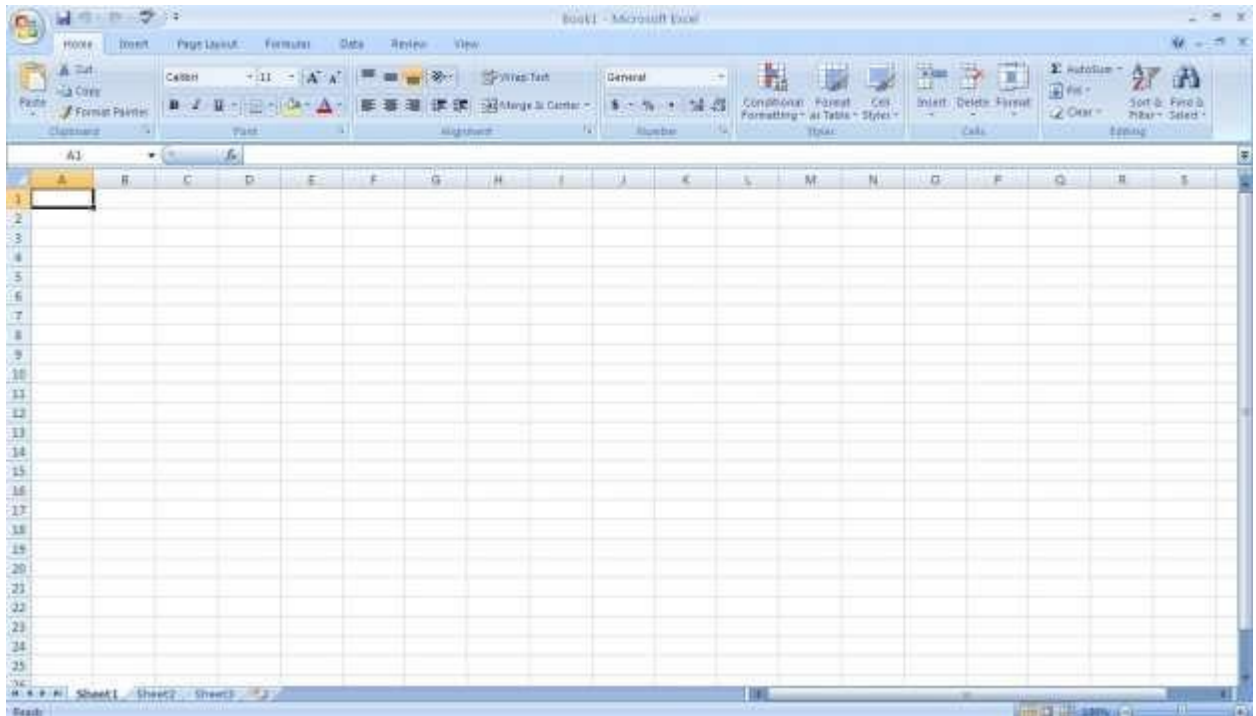 Book1 - Microsoft Excel
Home Insert Page Layout Formulas Data Review View
Paste
Cut
Copy
Format Painter
Clipboard
Calibri 11
B I U
Font
Wrap Text
Merge & Center
Alignment
General
$ %
Number
Conditional Formatting
Format as Table
Cell Styles
Styles
Insert Delete Format
Cells
Σ AutoSum
Fill
Clear
Sort & Filter
Find & Select
Editing
A1 fx
A B C D E F G H I J K L M N O P Q R S
1
2
3
4
5
6
7
8
9
10
11
12
13
14
15
16
17
18
19
20
21
22
23
24
25
26
Sheet1 Sheet2 Sheet3
Ready 100%